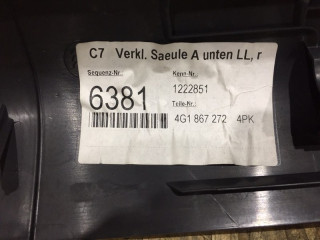 C7 Verkl. Saeule A unten LL, r
Sequenz-Nr.: Kenn-Nr.:
6381 1222851
Teile-Nr.:
4G1 867 272 4PK